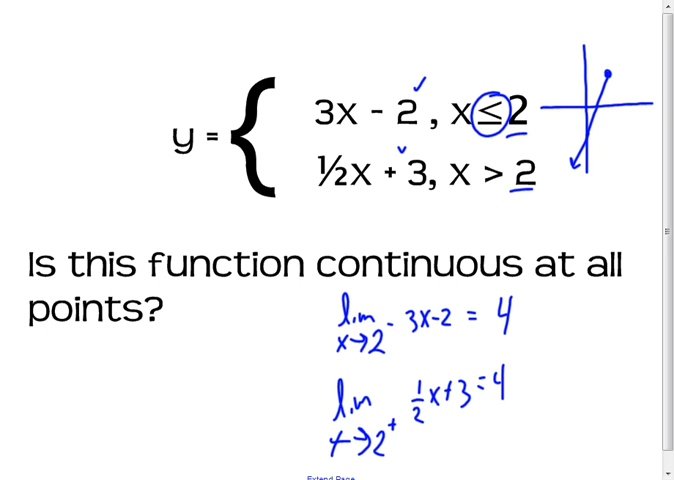 y = { 3x - 2 , x ≤ 2
½x + 3, x > 2
Is this function continuous at all
points?
lim x→2⁻ 3x-2 = 4
lim x→2⁺ 1/2 x+3=4
Extend Page